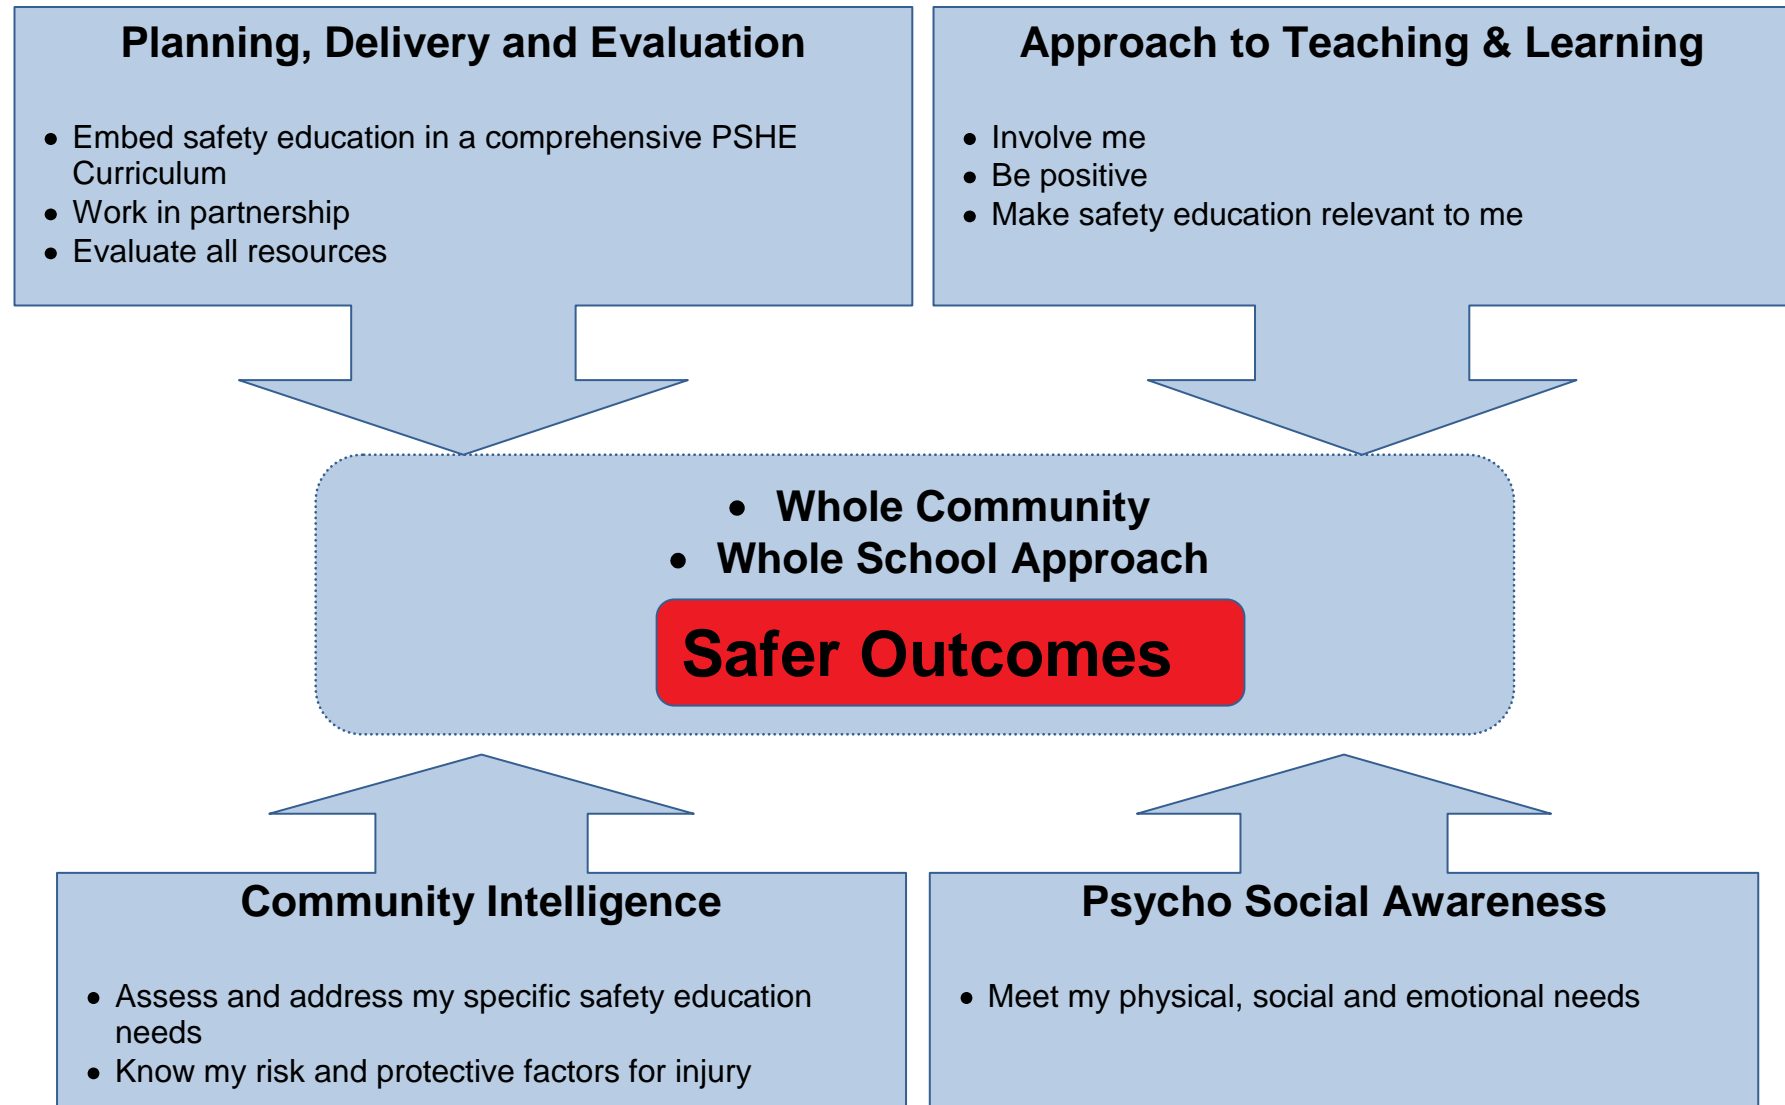 Planning, Delivery and Evaluation
• Embed safety education in a comprehensive PSHE
Curriculum
• Work in partnership
• Evaluate all resources
Approach to Teaching & Learning
• Involve me
• Be positive
• Make safety education relevant to me
• Whole Community
• Whole School Approach
Safer Outcomes
Community Intelligence
• Assess and address my specific safety education
needs
• Know my risk and protective factors for injury
Psycho Social Awareness
• Meet my physical, social and emotional needs